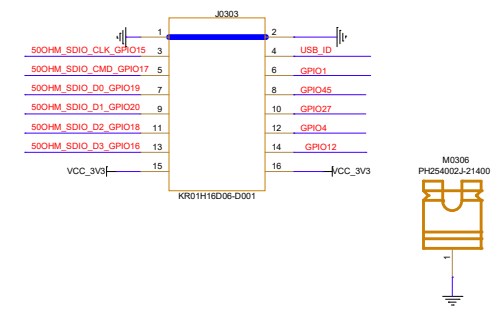 J0303
1 2
50OHM_SDIO_CLK_GPIO15 3 4 USB_ID
50OHM_SDIO_CMD_GPIO17 5 6 GPIO1
50OHM_SDIO_D0_GPIO19 7 8 GPIO45
50OHM_SDIO_D1_GPIO20 9 10 GPIO27
50OHM_SDIO_D2_GPIO18 11 12 GPIO4
50OHM_SDIO_D3_GPIO16 13 14 GPIO12
VCC_3V3 15 16 VCC_3V3
KR01H16D06-D001
M0306
PH254002J-21400
1